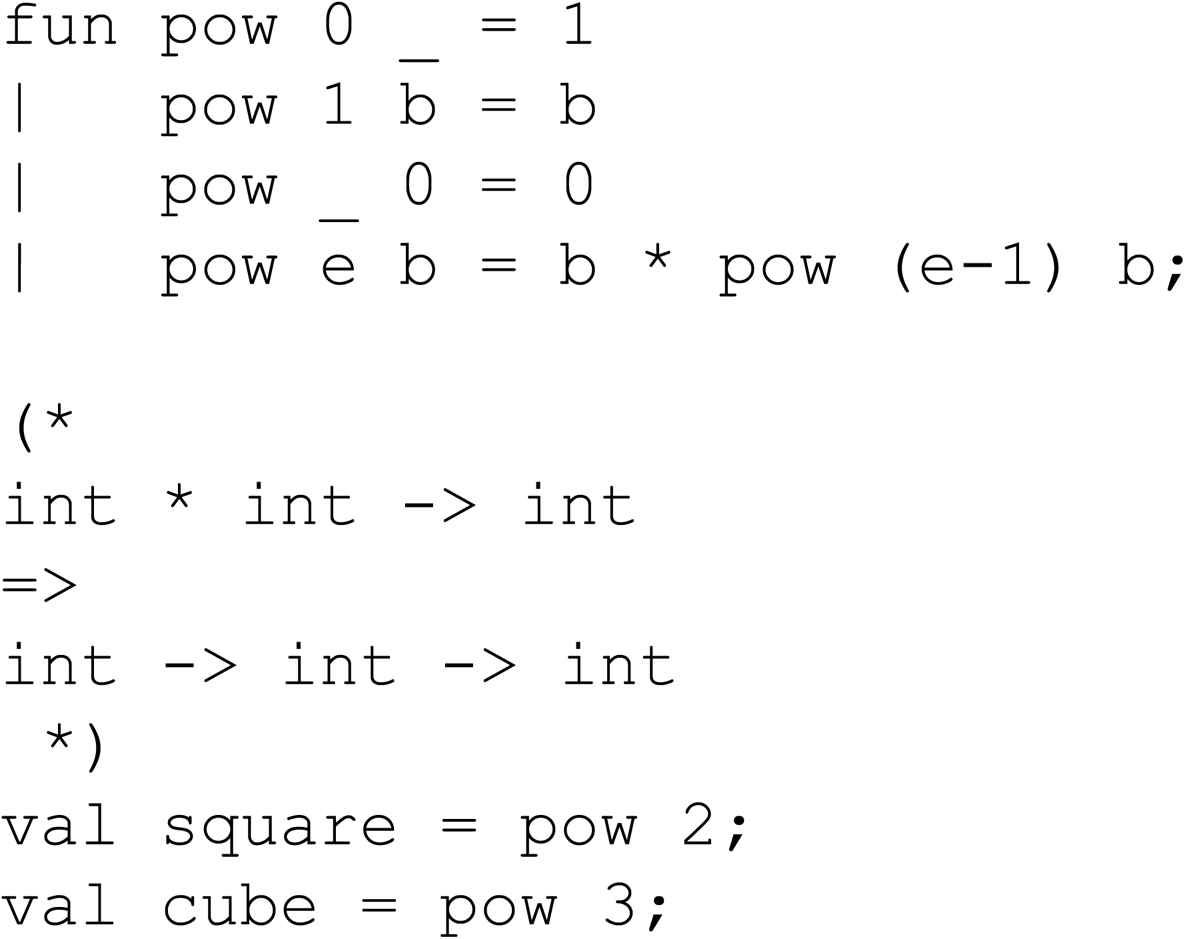 fun pow 0 _ = 1
|   pow 1 b = b
|   pow _ 0 = 0
|   pow e b = b * pow (e-1) b;

(*
int * int -> int
=>
int -> int -> int
 *)
val square = pow 2;
val cube = pow 3;